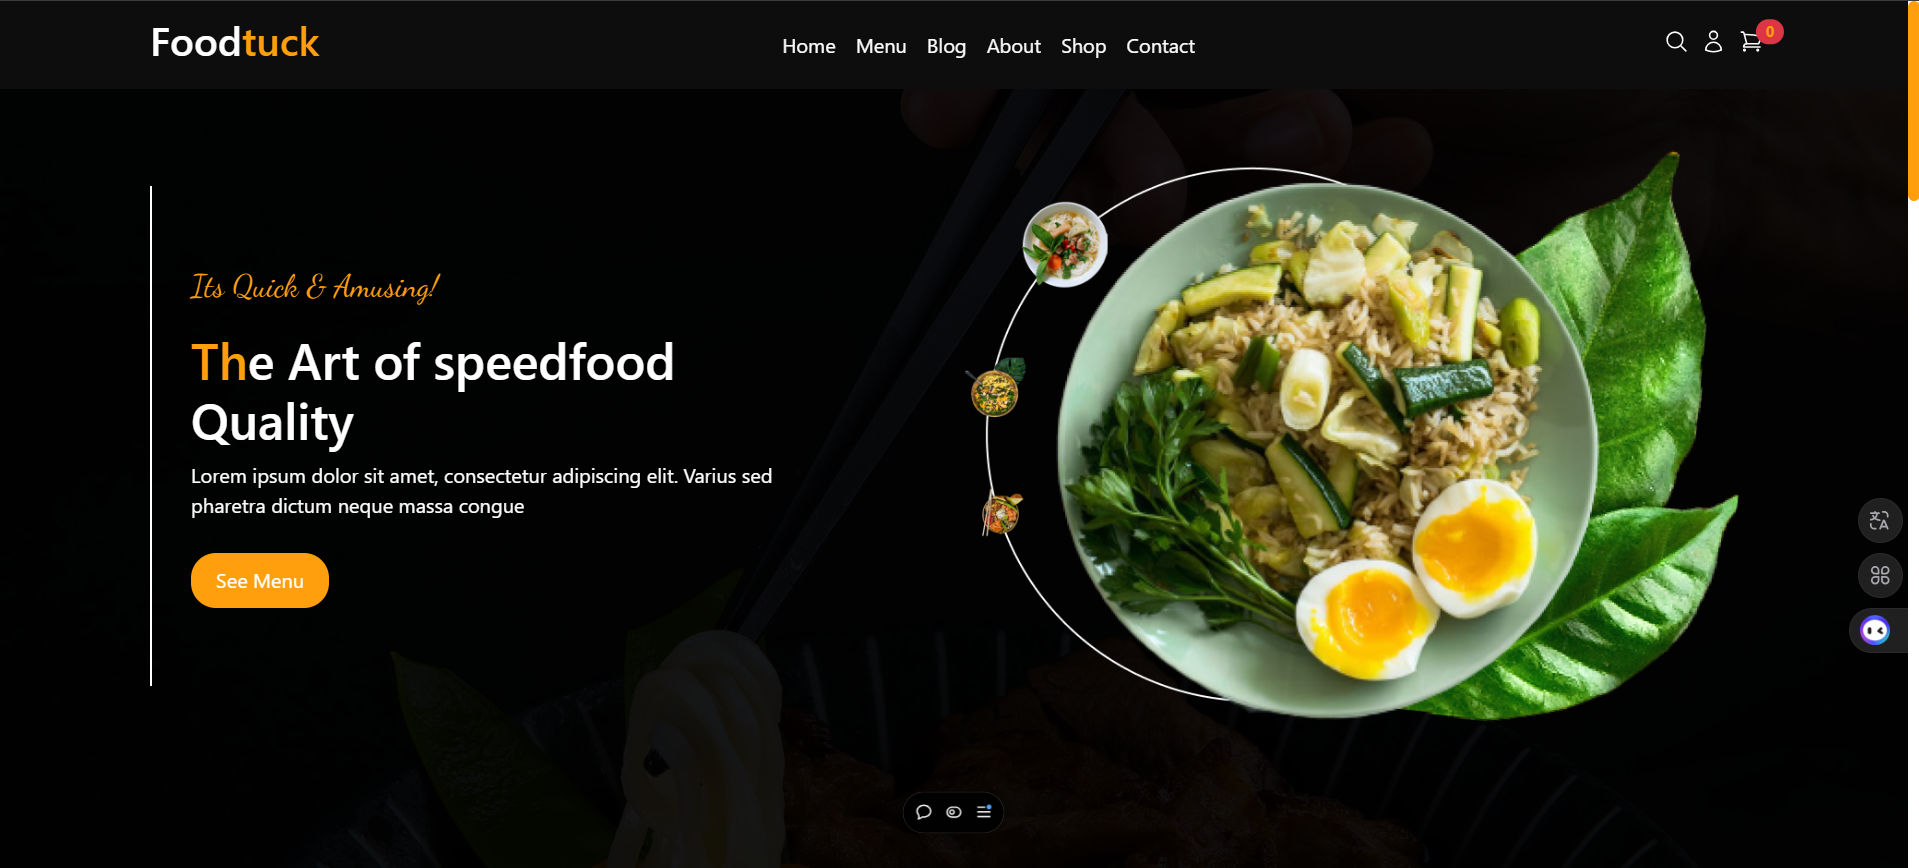 Foodtuck
Home Menu Blog About Shop Contact
0
Its Quick & Amusing!
The Art of speedfood
Quality
Lorem ipsum dolor sit amet, consectetur adipiscing elit. Varius sed
pharetra dictum neque massa congue
See Menu